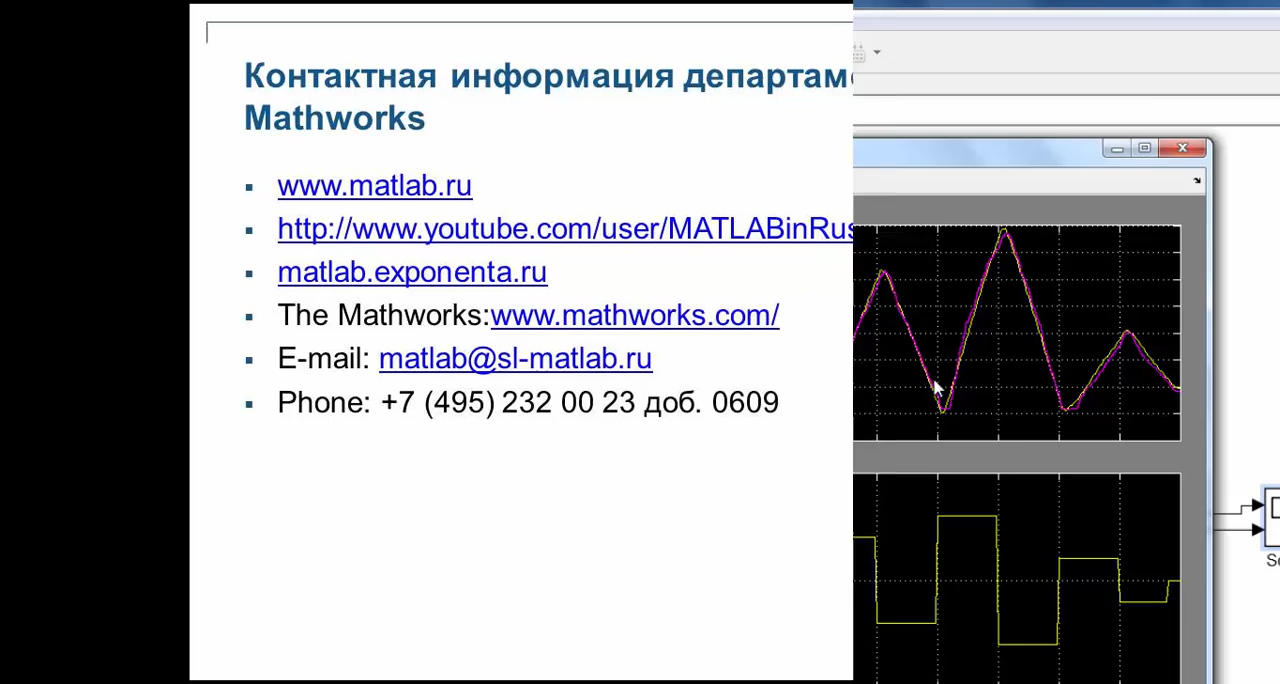 Контактная информация
Mathworks
www.matlab.ru
http://www.youtube.com/user/MATLABinRus
matlab.exponenta.ru
The Mathworks:www.mathworks.com/
E-mail: matlab@sl-matlab.ru
Phone: +7 (495) 232 00 23 доб. 0609